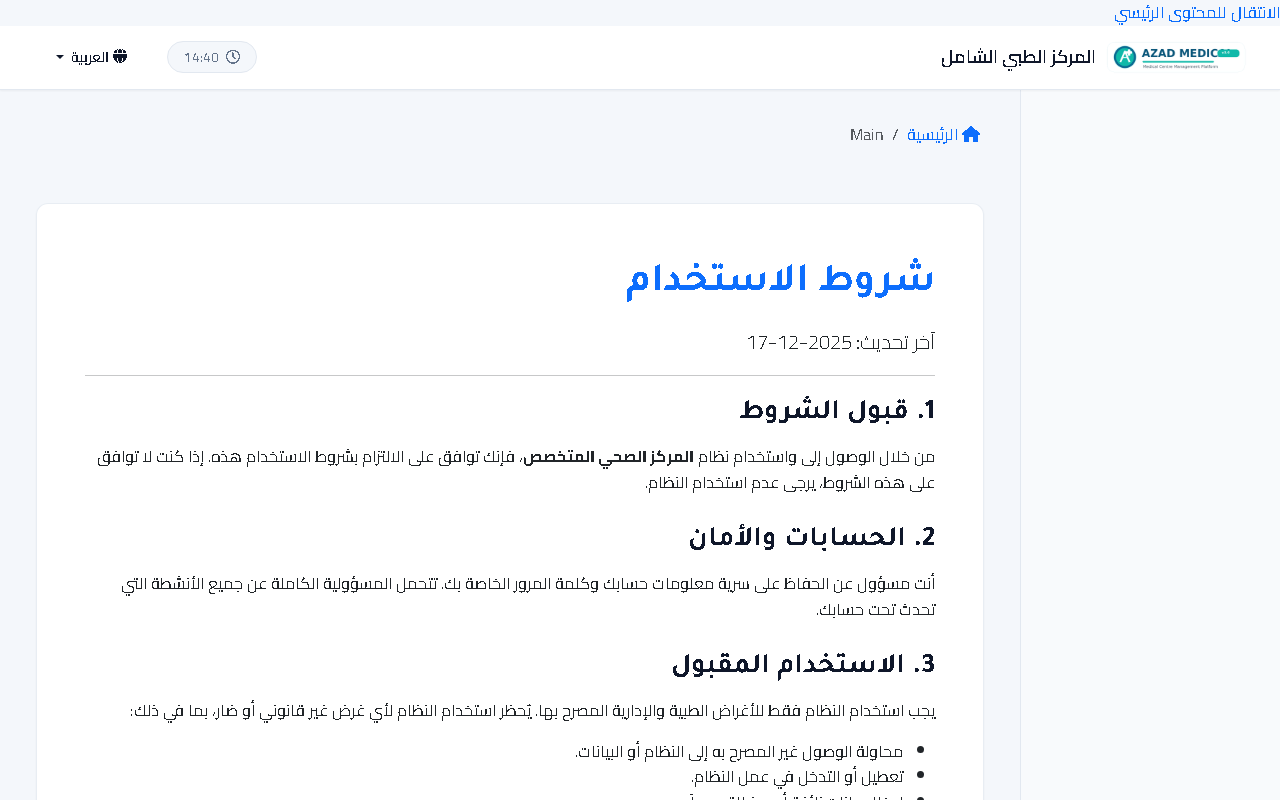 الانتقال للمحتوى الرئيسي
AZAD MEDIC
Medical Centre Management Platform
المركز الطبي الشامل
14:40
العربية
الرئيسية / Main
شروط الاستخدام
آخر تحديث: 2025-12-17
1. قبول الشروط
من خلال الوصول إلى واستخدام نظام المركز الصحي المتخصص، فإنك توافق على الالتزام بشروط الاستخدام هذه. إذا كنت لا توافق
على هذه الشروط، يرجى عدم استخدام النظام.
2. الحسابات والأمان
أنت مسؤول عن الحفاظ على سرية معلومات حسابك وكلمة المرور الخاصة بك. تتحمل المسؤولية الكاملة عن جميع الأنشطة التي
تحدث تحت حسابك.
3. الاستخدام المقبول
يجب استخدام النظام فقط للأغراض الطبية والإدارية المصرح بها. يُحظر استخدام النظام لأي غرض غير قانوني أو ضار، بما في ذلك:
محاولة الوصول غير المصرح به إلى النظام أو البيانات.
تعطيل أو التدخل في عمل النظام.